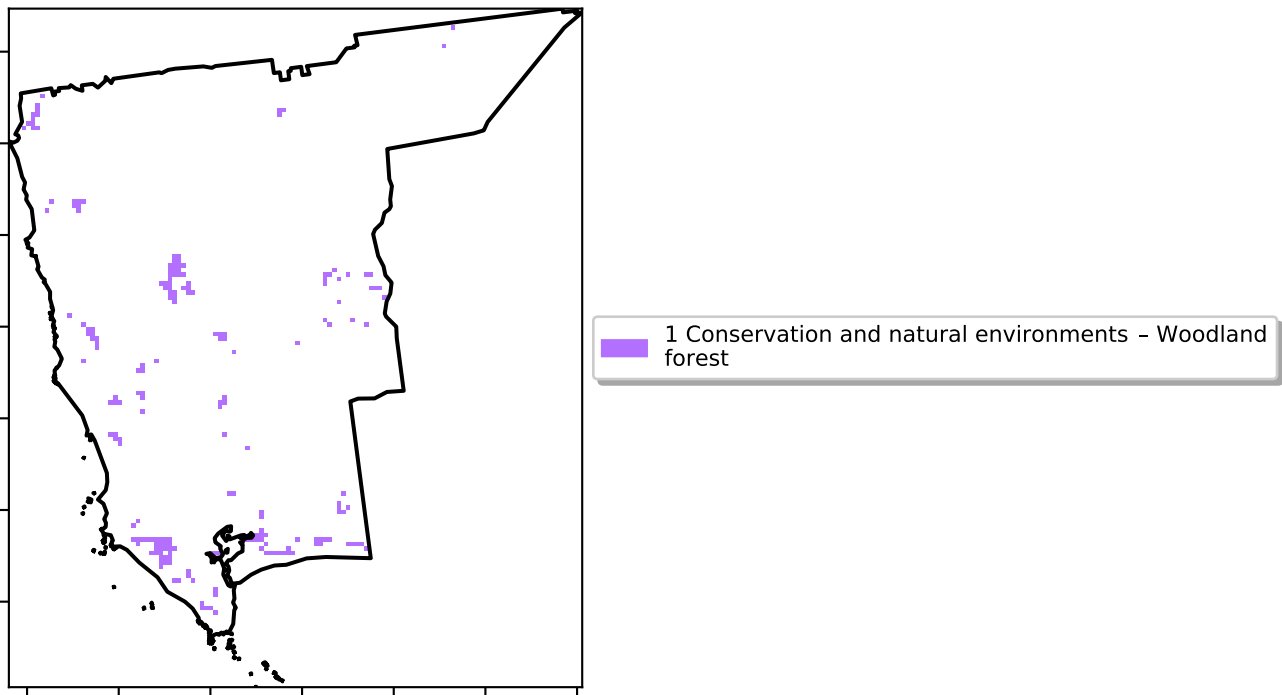 1 Conservation and natural environments – Woodland
forest